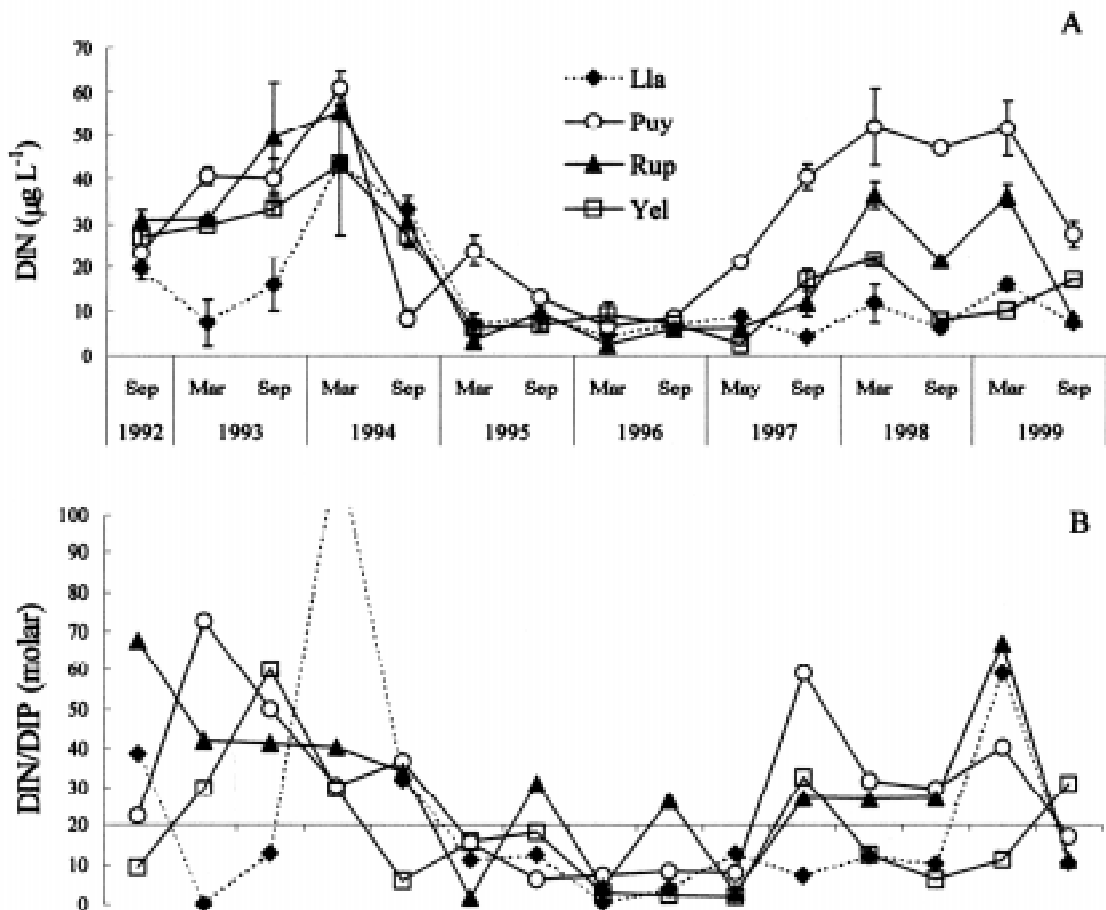 A
70
60
50
40
30
20
10
0
DIN (µg L⁻¹)
Lla
Puy
Rup
Yel
Sep Mar Sep Mar Sep Mar Sep Mar Sep May Sep Mar Sep Mar Sep
1992 1993 1994 1995 1996 1997 1998 1999
B
100
90
80
70
60
50
40
30
20
10
0
DIN/DIP (molar)